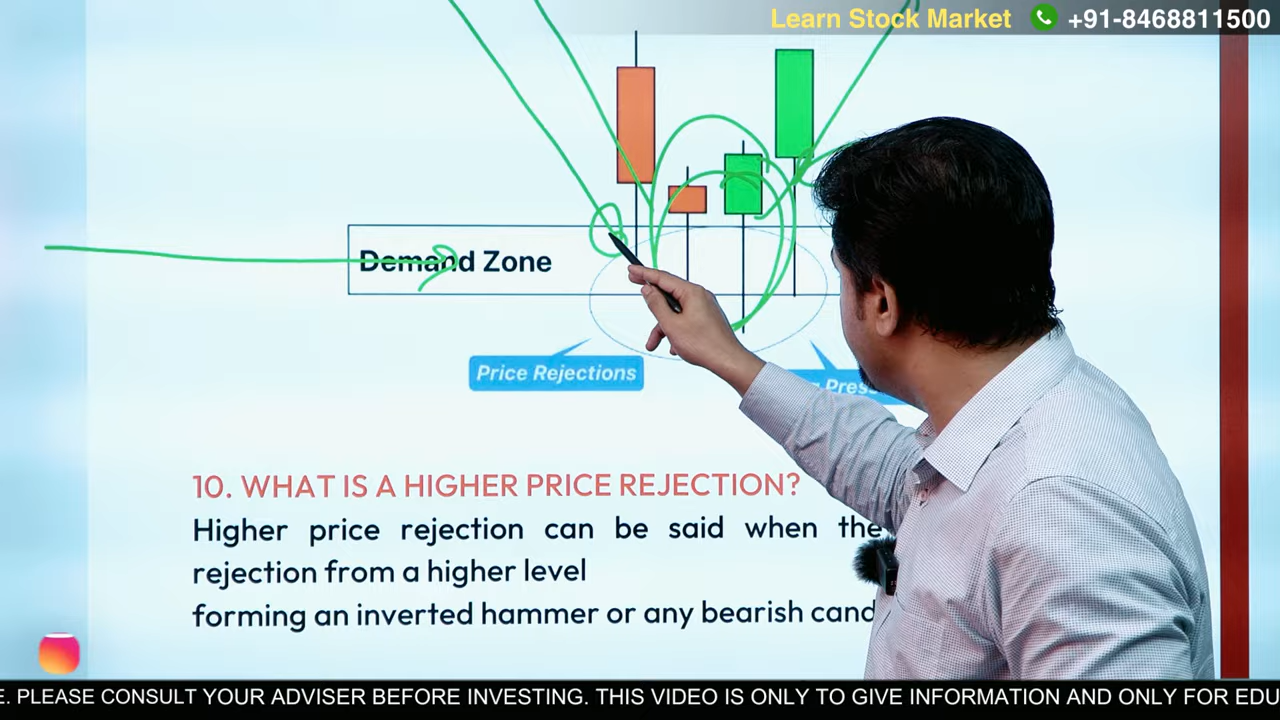 Learn Stock Market +91-8468811500
Demand Zone
Price Rejections
10. WHAT IS A HIGHER PRICE REJECTION?
Higher price rejection can be said when the
rejection from a higher level
forming an inverted hammer or any bearish
PLEASE CONSULT YOUR ADVISER BEFORE INVESTING. THIS VIDEO IS ONLY TO GIVE INFORMATION AND ONLY FOR